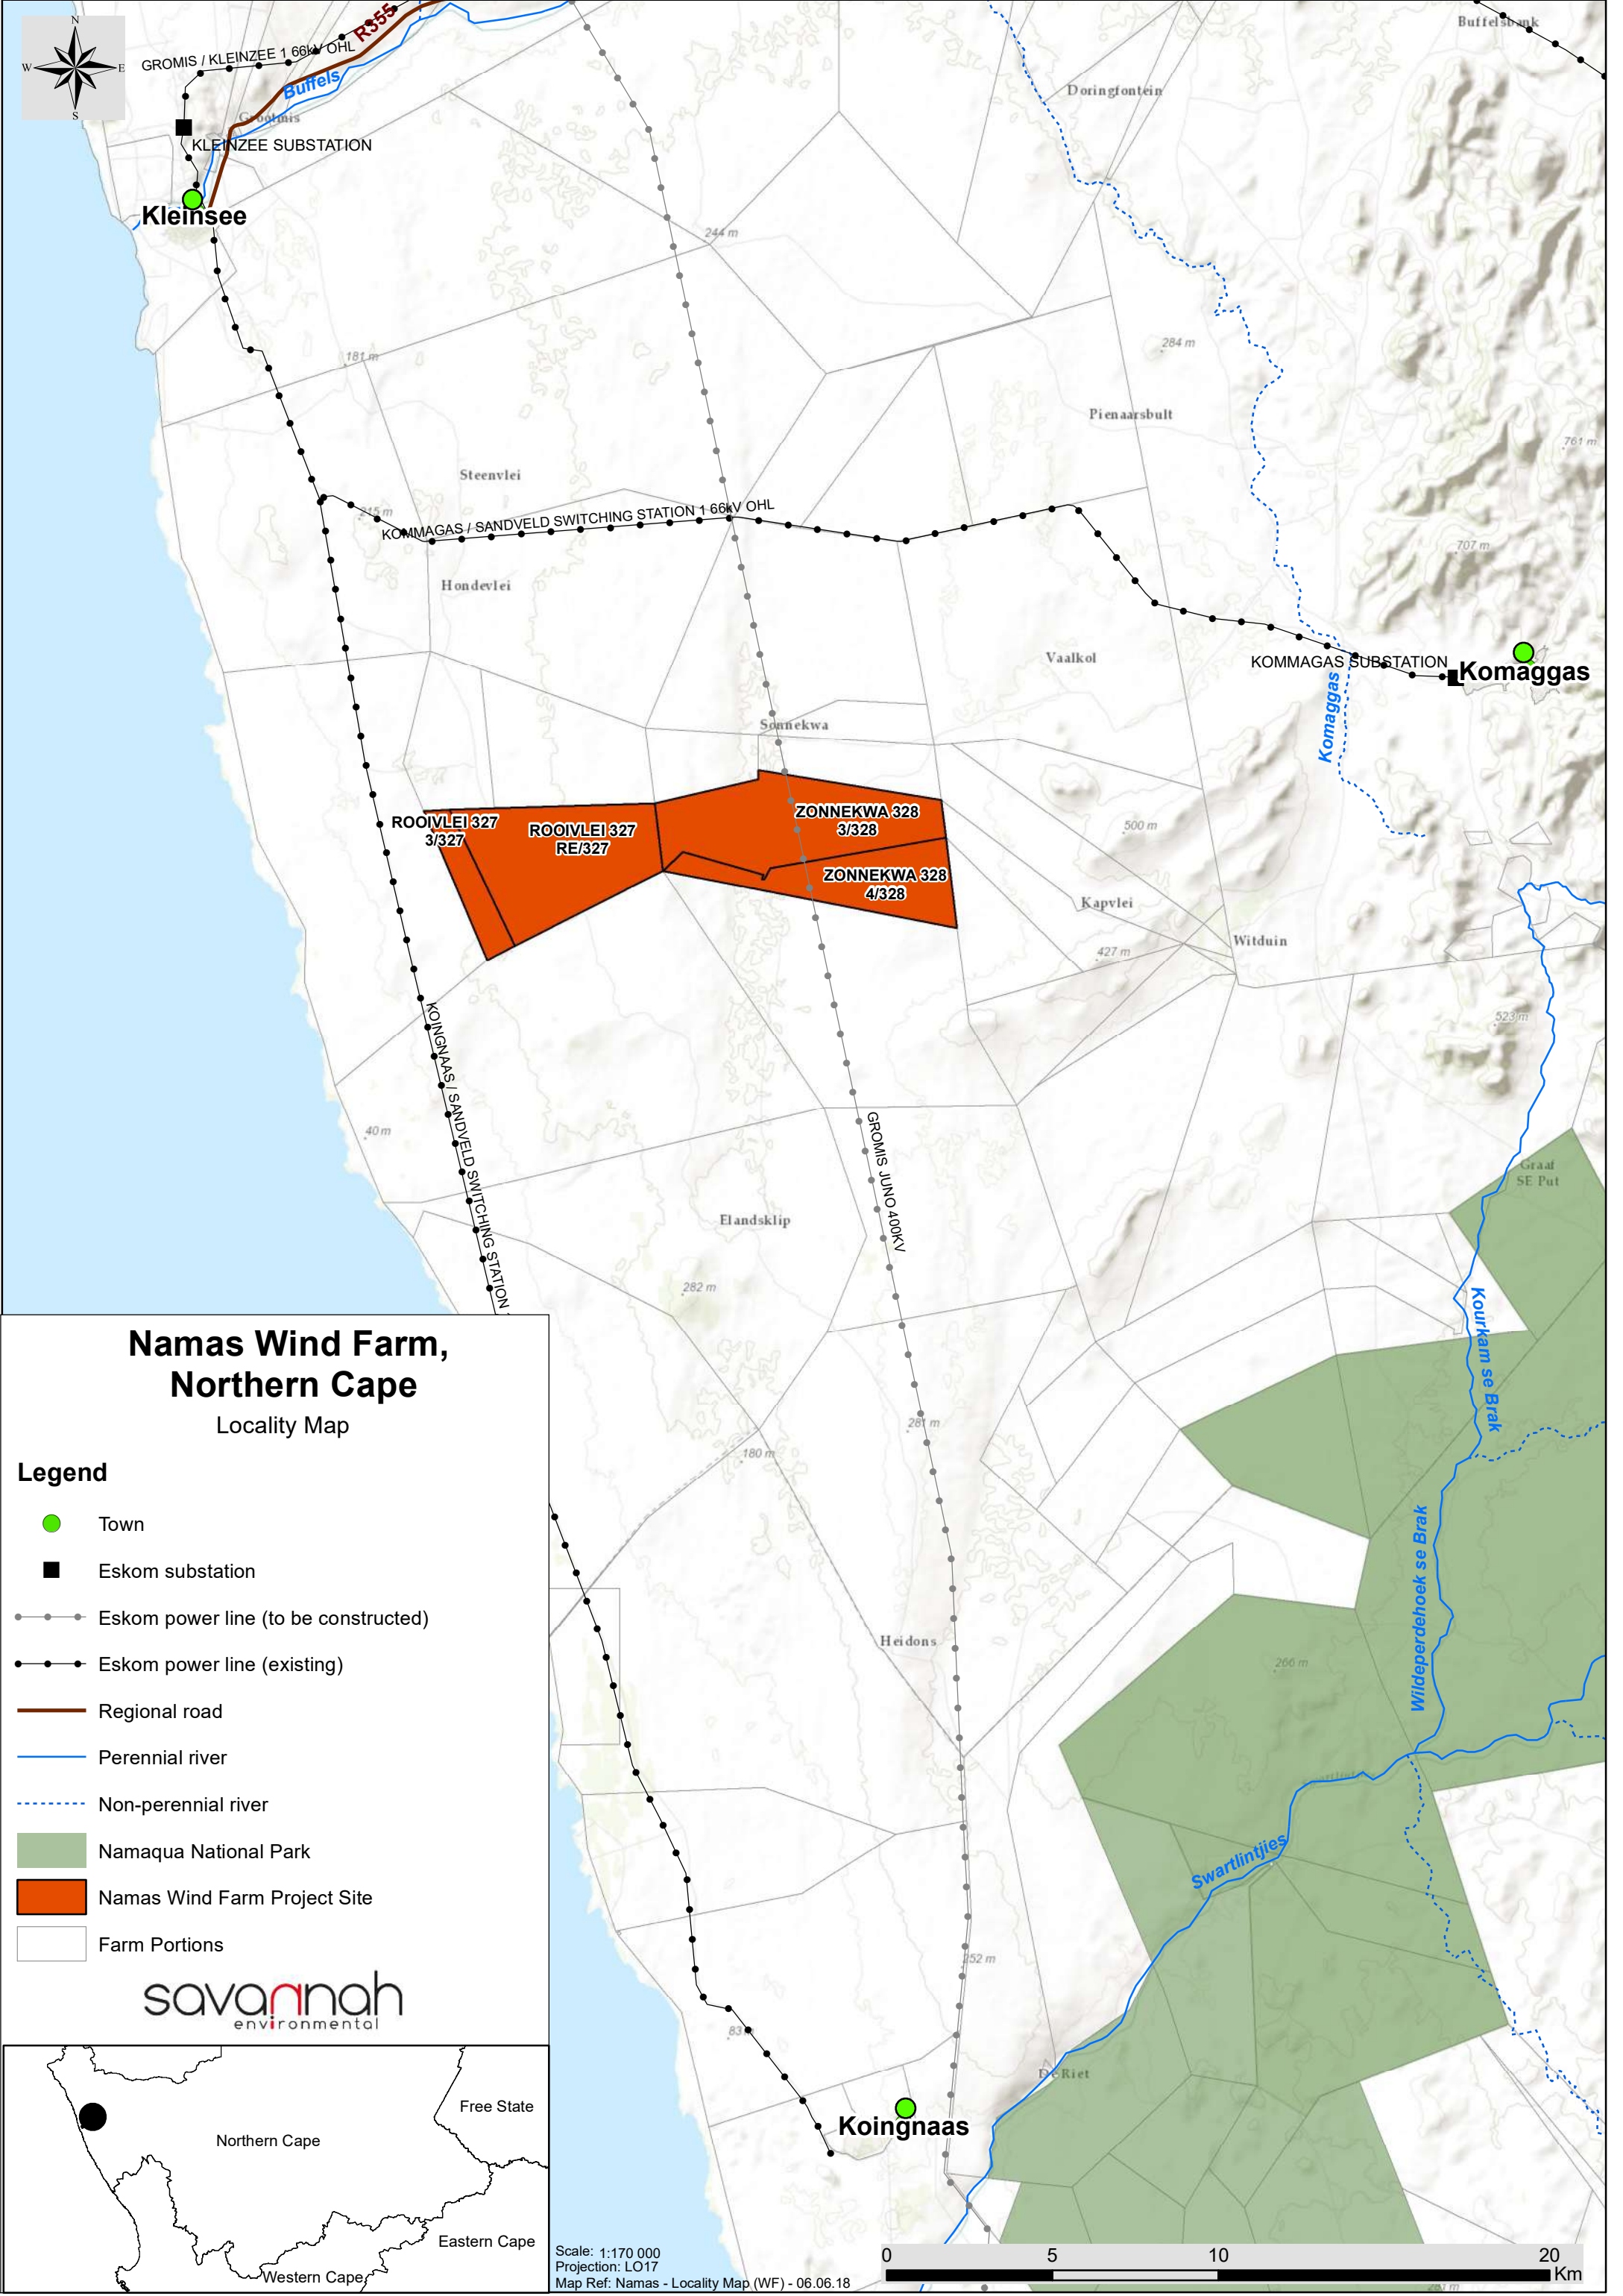 N
W
E
S
R355
Buffelsbank
GROMIS / KLEINZEE 1 66kV OHL
Buffels
Doringfontein
Grootmis
KLEINZEE SUBSTATION
Kleinsee
244 m
181 m
284 m
Pienaarsbult
761 m
Steenvlei
215 m
KOMMAGAS / SANDVELD SWITCHING STATION 1 66kV OHL
707 m
Hondevlei
Vaalkol
KOMMAGAS SUBSTATION
Komaggas
Komaggas
Sonnekwa
ROOIVLEI 327
3/327
ROOIVLEI 327
RE/327
ZONNEKWA 328
3/328
ZONNEKWA 328
4/328
500 m
Kapvlei
Witduin
427 m
523 m
KOINGNAAS / SANDVELD SWITCHING STATION
40 m
GROMIS JUNO 400KV
Graaf
SE Put
Elandsklip
282 m
Kourkam se Brak
281 m
180 m
Wildeperdehoek se Brak
Heidons
266 m
Swartlintjies
252 m
83 m
De Riet
Koingnaas
Namas Wind Farm,
Northern Cape
Locality Map
Legend
Town
Eskom substation
Eskom power line (to be constructed)
Eskom power line (existing)
Regional road
Perennial river
Non-perennial river
Namaqua National Park
Namas Wind Farm Project Site
Farm Portions
savannah
environmental
Free State
Northern Cape
Eastern Cape
Western Cape
Scale: 1:170 000
Projection: LO17
Map Ref: Namas - Locality Map (WF) - 06.06.18
0 5 10 20
Km